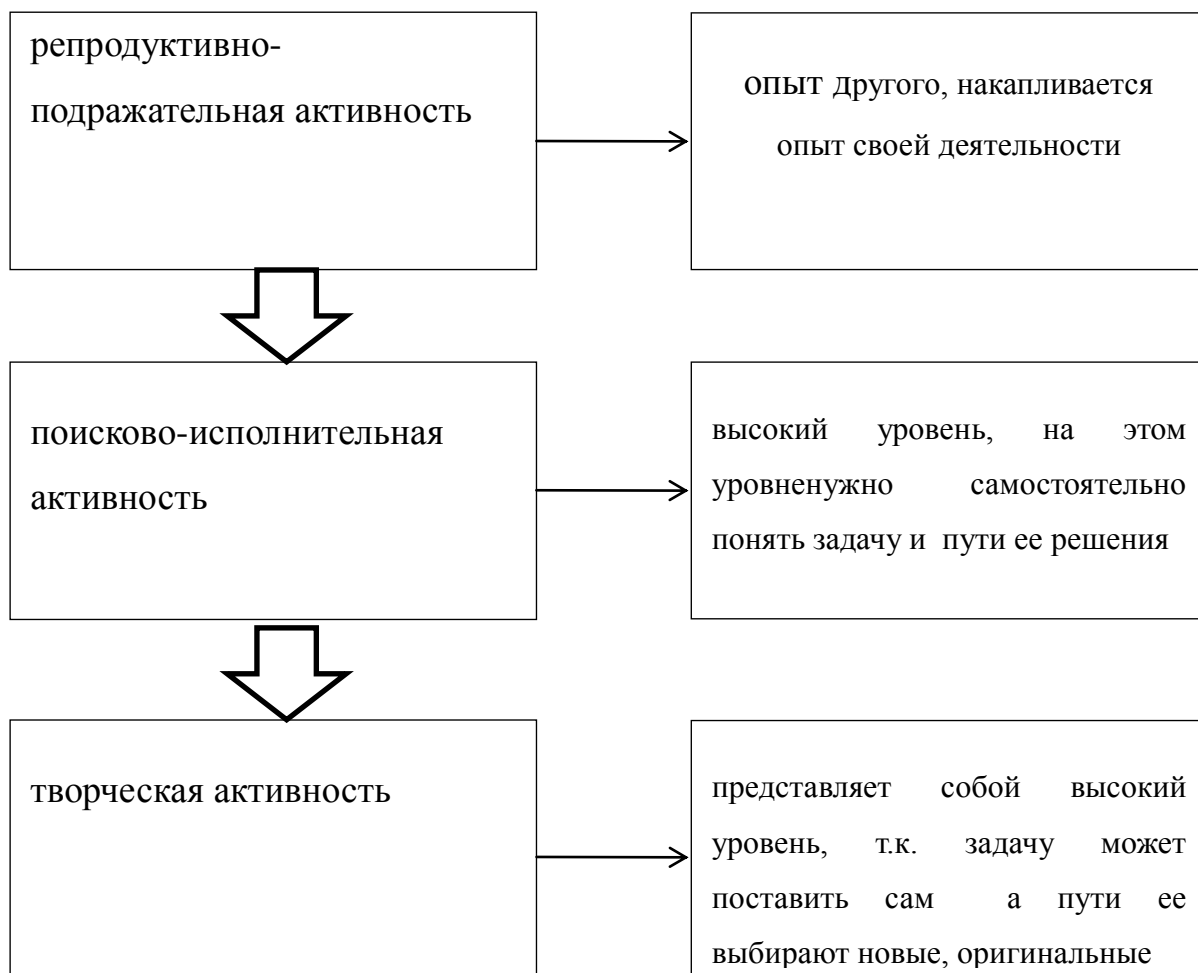 репродуктивно-
подражательная активность
опыт другого, накапливается
опыт своей деятельности
поисково-исполнительная
активность
высокий уровень, на этом
уровненужно самостоятельно
понять задачу и пути ее решения
творческая активность
представляет собой высокий
уровень, т.к. задачу может
поставить сам а пути ее
выбирают новые, оригинальные